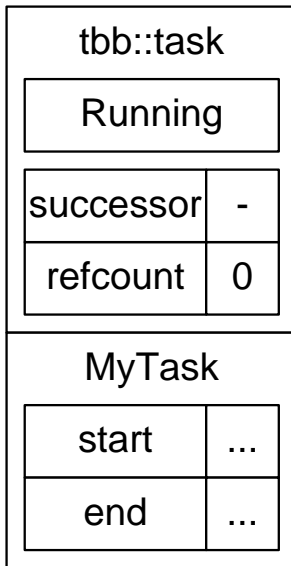 tbb::task
Running
successor -
refcount 0
MyTask
start ...
end ...